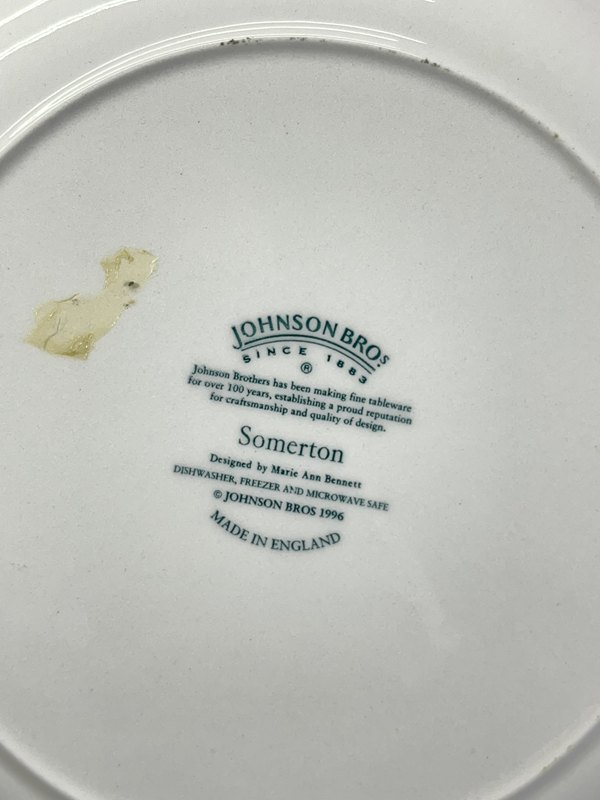 JOHNSON BROS
SINCE 1883
®
Johnson Brothers has been making fine tableware
for over 100 years, establishing a proud reputation
for craftsmanship and quality of design.
Somerton
Designed by Marie Ann Bennett
DISHWASHER, FREEZER AND MICROWAVE SAFE
© JOHNSON BROS 1996
MADE IN ENGLAND